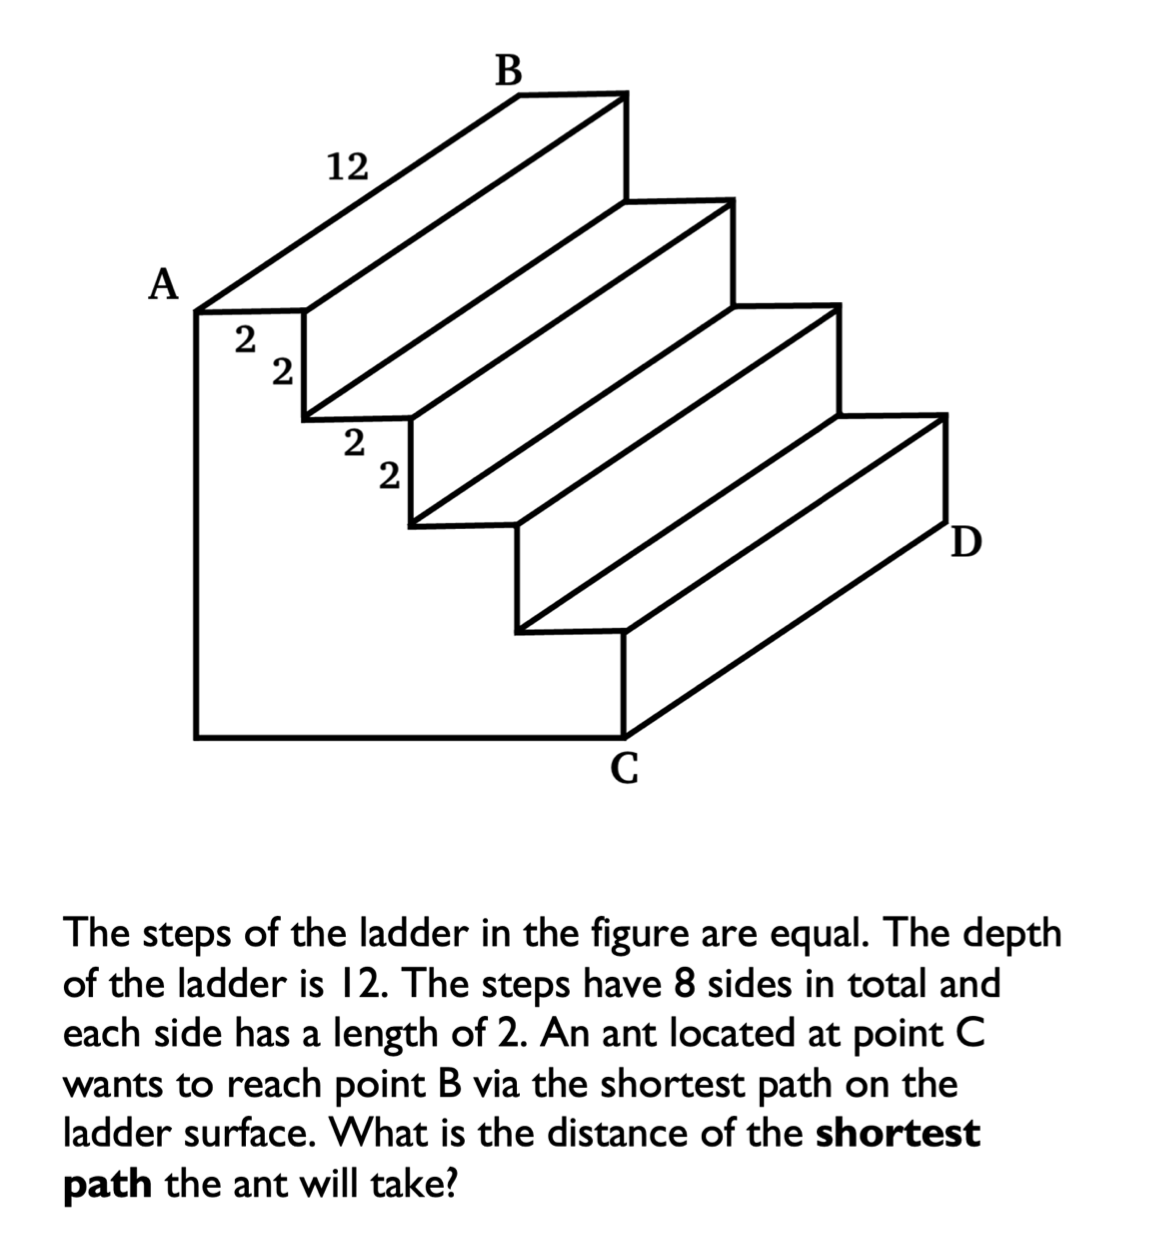 B
12
A
2
2
2
2
D
C
The steps of the ladder in the figure are equal. The depth
of the ladder is 12. The steps have 8 sides in total and
each side has a length of 2. An ant located at point C
wants to reach point B via the shortest path on the
ladder surface. What is the distance of the shortest
path the ant will take?